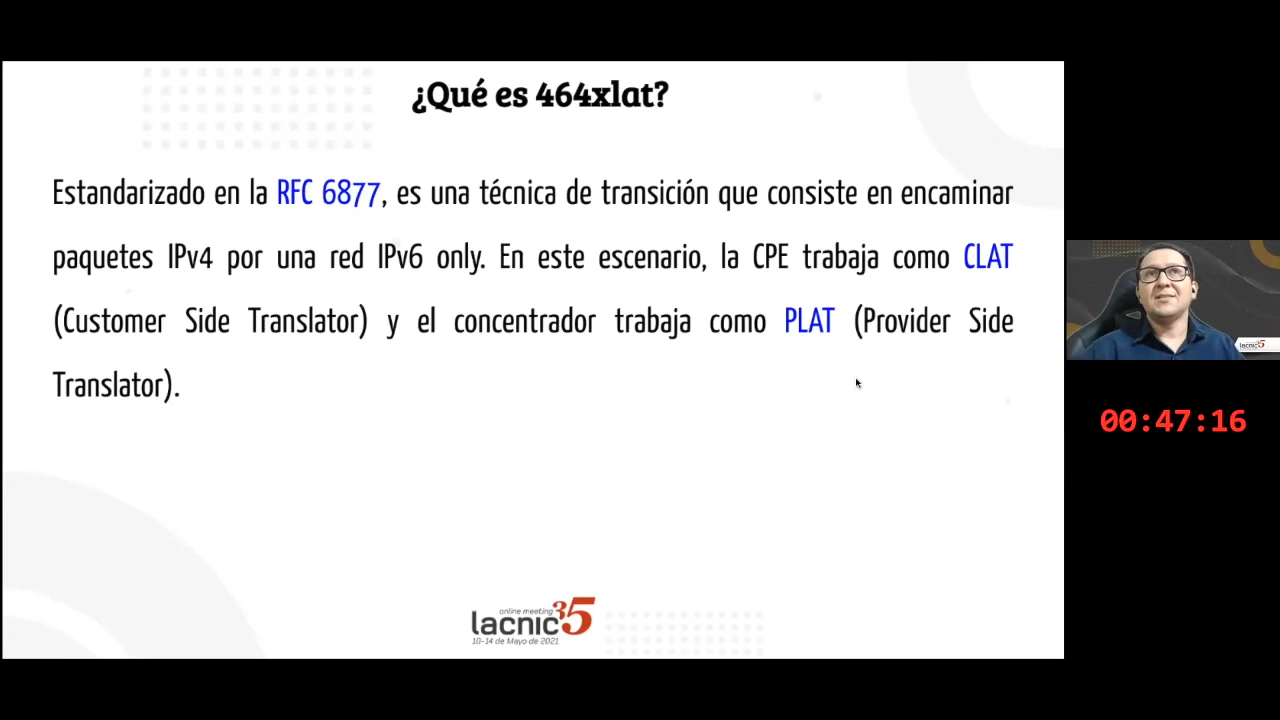 ¿Qué es 464xlat?
Estandarizado en la RFC 6877, es una técnica de transición que consiste en encaminar
paquetes IPv4 por una red IPv6 only. En este escenario, la CPE trabaja como CLAT
(Customer Side Translator) y el concentrador trabaja como PLAT (Provider Side
Translator).
online meeting
lacnic35
10-14 de Mayo de 2021
lacnic35
00:47:16